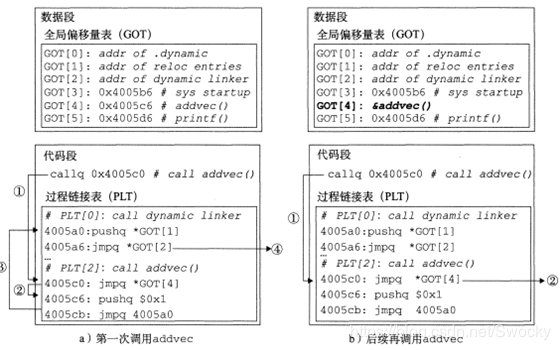 数据段
全局偏移量表（GOT）
GOT[0]: addr of .dynamic
GOT[1]: addr of reloc entries
GOT[2]: addr of dynamic linker
GOT[3]: 0x4005b6 # sys startup
GOT[4]: 0x4005c6 # addvec()
GOT[5]: 0x4005d6 # printf()
代码段
callq 0x4005c0 # call addvec()
①
过程链接表（PLT）
# PLT[0]: call dynamic linker
4005a0:pushq *GOT[1]
4005a6:jmpq *GOT[2]
④
…
③
# PLT[2]: call addvec()
4005c0: jmpq *GOT[4]
②
4005c6: pushq $0x1
4005cb: jmpq 4005a0
a）第一次调用addvec
数据段
全局偏移量表（GOT）
GOT[0]: addr of .dynamic
GOT[1]: addr of reloc entries
GOT[2]: addr of dynamic linker
GOT[3]: 0x4005b6 # sys startup
GOT[4]: &addvec()
GOT[5]: 0x4005d6 # printf()
代码段
callq 0x4005c0 # call addvec()
①
过程链接表（PLT）
# PLT[0]: call dynamic linker
4005a0:pushq *GOT[1]
4005a6:jmpq *GOT[2]
…
# PLT[2]: call addvec()
4005c0: jmpq *GOT[4]
②
4005c6: pushq $0x1
4005cb: jmpq 4005a0
b）后续再调用addvec
https://blog.csdn.net/Swocky